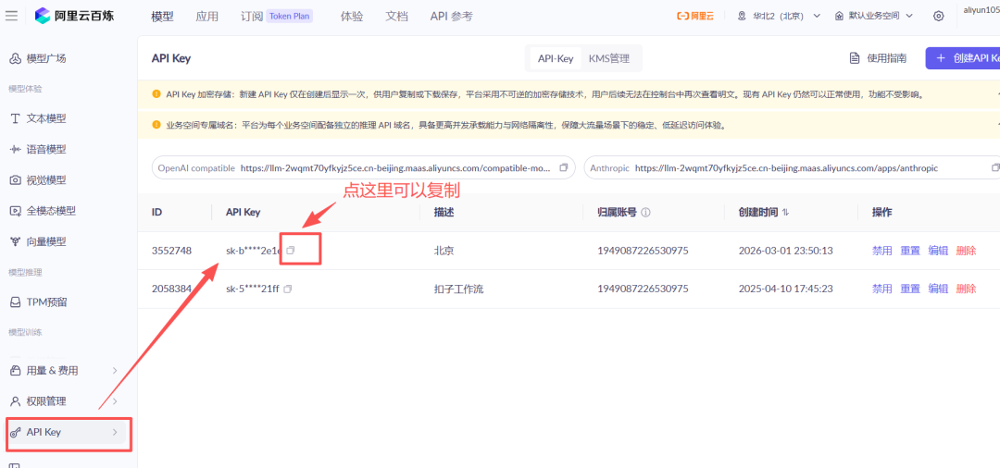 阿里云百炼 模型 应用 订阅 Token Plan 体验 文档 API 参考 阿里云 华北2（北京） 默认业务空间 aliyun105
API Key API-Key KMS管理 使用指南 + 创建API Ke
API Key 加密存储：新建 API Key 仅在创建后显示一次，供用户复制或下载保存，平台采用不可逆的加密存储技术，用户后续无法在控制台中再次查看明文。现有 API Key 仍然可以正常使用，功能不受影响。
业务空间专属域名：平台为每个业务空间配备独立的推理 API 域名，具备更高并发承载能力与网络隔离性，保障大流量场景下的稳定、低延迟访问体验。
OpenAI compatible https://llm-2wqmt70yfkyjz5ce.cn-beijing.maas.aliyuncs.com/compatible-mo... Anthropic https://llm-2wqmt70yfkyjz5ce.cn-beijing.maas.aliyuncs.com/apps/anthropic
点这里可以复制
ID API Key 描述 归属账号 创建时间 操作
3552748 sk-b****2e1e 北京 1949087226530975 2026-03-01 23:50:13 禁用 重置 编辑 删除
2058384 sk-5****21ff 扣子工作流 1949087226530975 2025-04-10 17:45:23 禁用 重置 编辑 删除
模型广场
模型体验
文本模型
语音模型
视觉模型
全模态模型
向量模型
模型推理
TPM预留
模型训练
用量 & 费用
权限管理
API Key